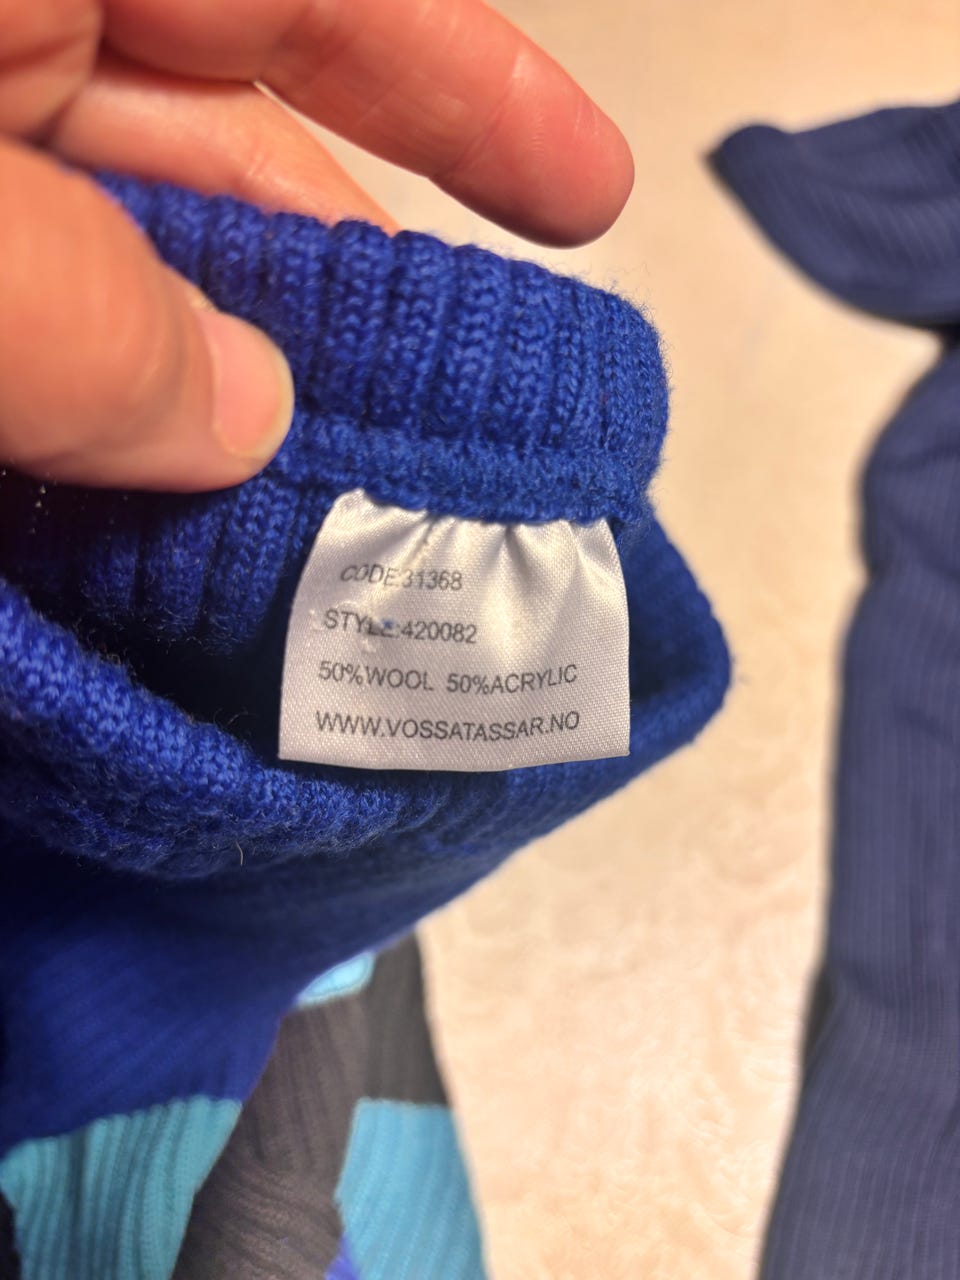 CODE:31368
STYLE:420082
50%WOOL 50%ACRYLIC
WWW.VOSSATASSAR.NO